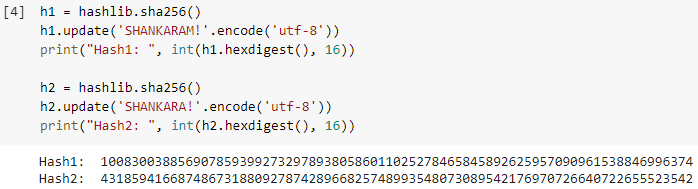 [4] h1 = hashlib.sha256()
h1.update('SHANKARAM!'.encode('utf-8'))
print("Hash1: ", int(h1.hexdigest(), 16))
h2 = hashlib.sha256()
h2.update('SHANKARA!'.encode('utf-8'))
print("Hash2: ", int(h2.hexdigest(), 16))
Hash1:  10083003885690785939927329789380586011025278465845892625957090961538846996374
Hash2:  43185941668748673188092787428966825748993548073089542176970726640722655523542